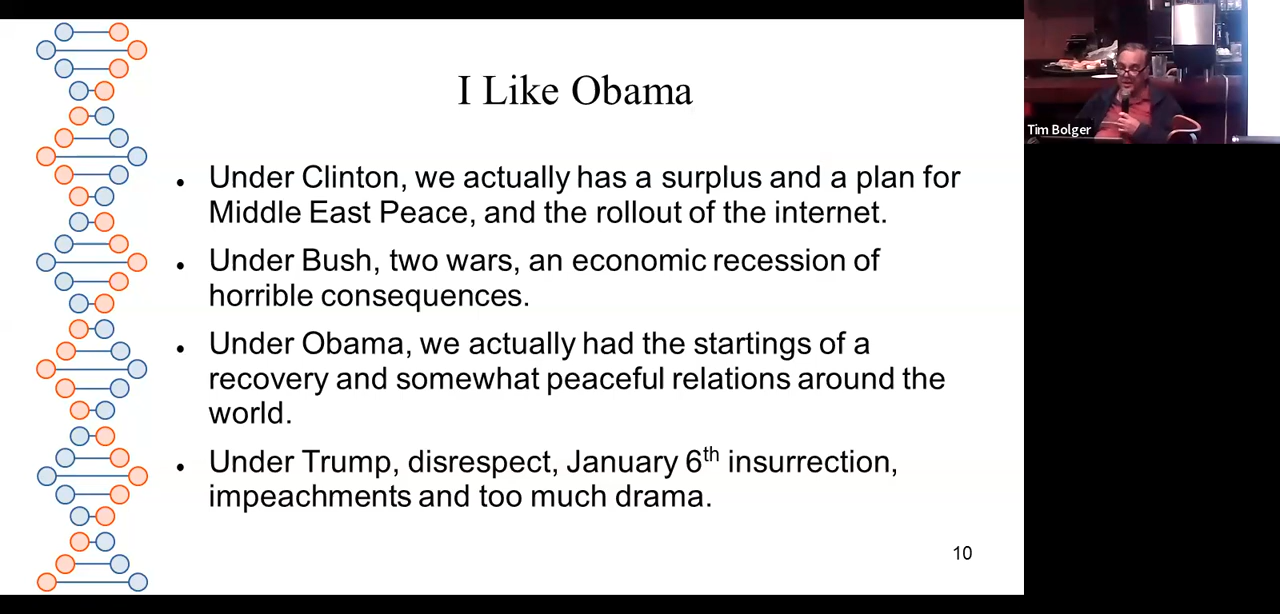 I Like Obama
• Under Clinton, we actually has a surplus and a plan for
Middle East Peace, and the rollout of the internet.
• Under Bush, two wars, an economic recession of
horrible consequences.
• Under Obama, we actually had the startings of a
recovery and somewhat peaceful relations around the
world.
• Under Trump, disrespect, January 6th insurrection,
impeachments and too much drama.
10
Tim Bolger